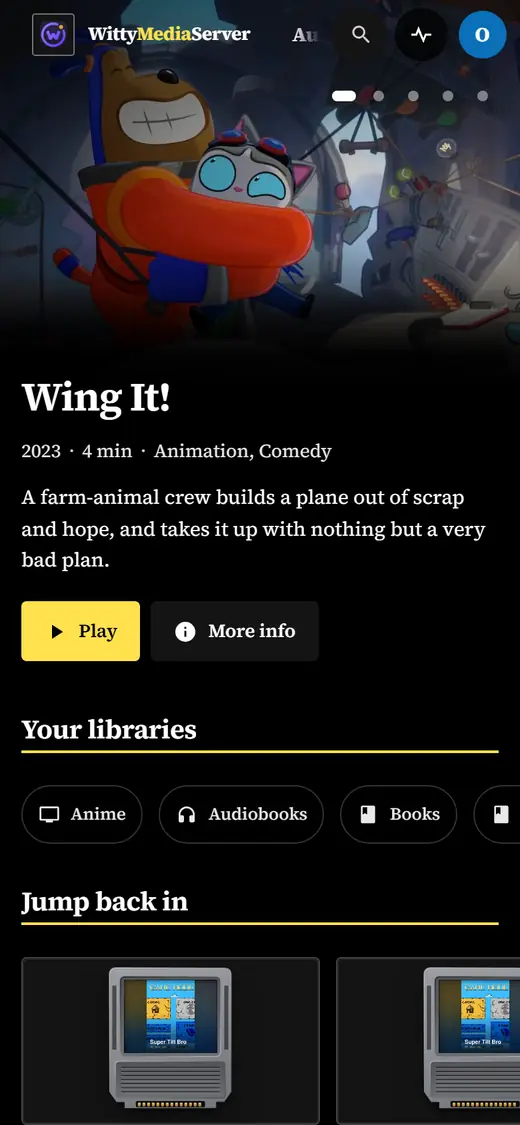 WittyMediaServer
Au
O
Wing It!
2023 · 4 min · Animation, Comedy
A farm-animal crew builds a plane out of scrap
and hope, and takes it up with nothing but a very
bad plan.
Play
More info
Your libraries
Anime
Audiobooks
Books
Jump back in
Super Tilt Bro
Super Tilt Bro